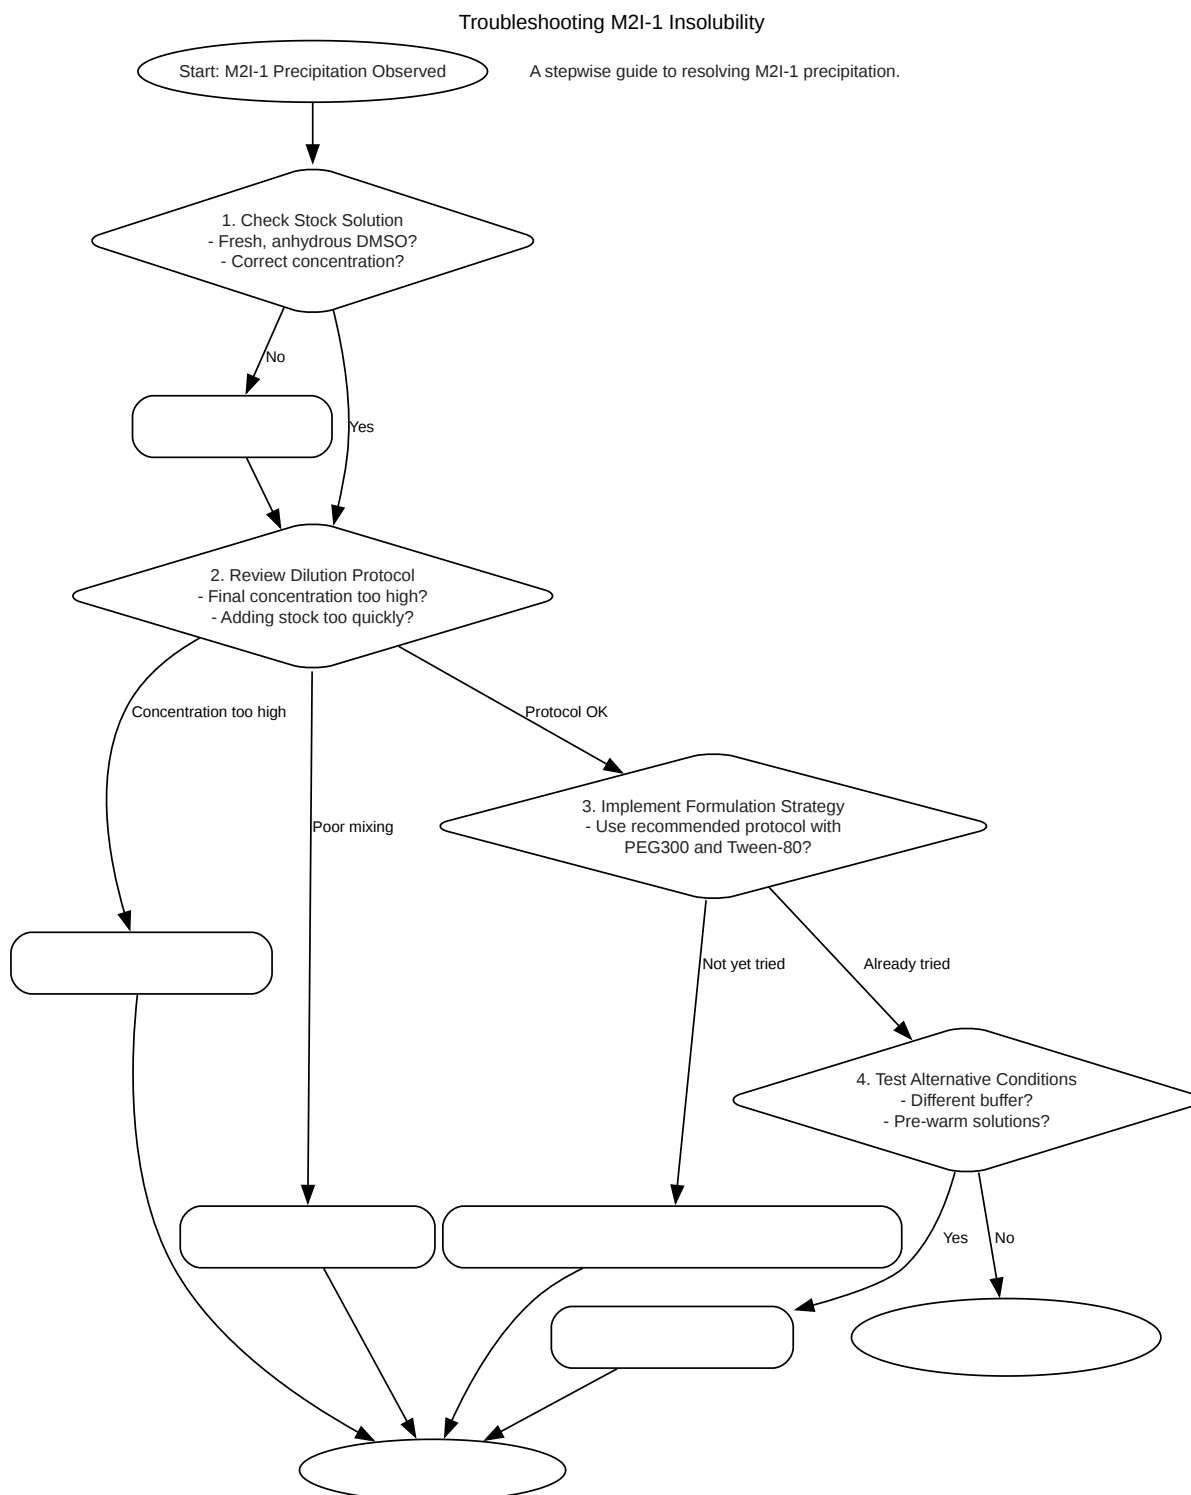 Troubleshooting M2I-1 Insolubility
Start: M2I-1 Precipitation Observed
A stepwise guide to resolving M2I-1 precipitation.
1. Check Stock Solution
- Fresh, anhydrous DMSO?
- Correct concentration?
No
Yes
2. Review Dilution Protocol
- Final concentration too high?
- Adding stock too quickly?
Concentration too high
Protocol OK
Poor mixing
3. Implement Formulation Strategy
- Use recommended protocol with
PEG300 and Tween-80?
Not yet tried
Already tried
4. Test Alternative Conditions
- Different buffer?
- Pre-warm solutions?
Yes
No